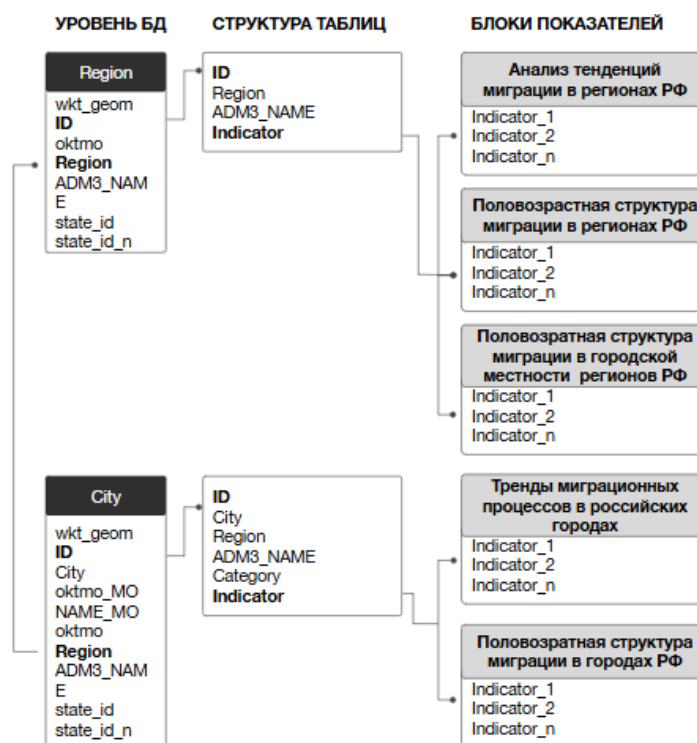 УРОВЕНЬ БД
СТРУКТУРА ТАБЛИЦ
БЛОКИ ПОКАЗАТЕЛЕЙ
Region
wkt_geom
ID
oktmo
Region
ADM3_NAM
E
state_id
state_id_n
ID
Region
ADM3_NAME
Indicator
Анализ тенденций
миграции в регионах РФ
Indicator_1
Indicator_2
Indicator_n
Половозрастная структура
миграции в регионах РФ
Indicator_1
Indicator_2
Indicator_n
Половозратная структура
миграции в городской
местности регионов РФ
Indicator_1
Indicator_2
Indicator_n
City
wkt_geom
ID
City
oktmo_MO
NAME_MO
oktmo
Region
ADM3_NAM
E
state_id
state_id_n
ID
City
Region
ADM3_NAME
Category
Indicator
Тренды миграционных
процессов в российских
городах
Indicator_1
Indicator_2
Indicator_n
Половозратная структура
миграции в городах РФ
Indicator_1
Indicator_2
Indicator_n